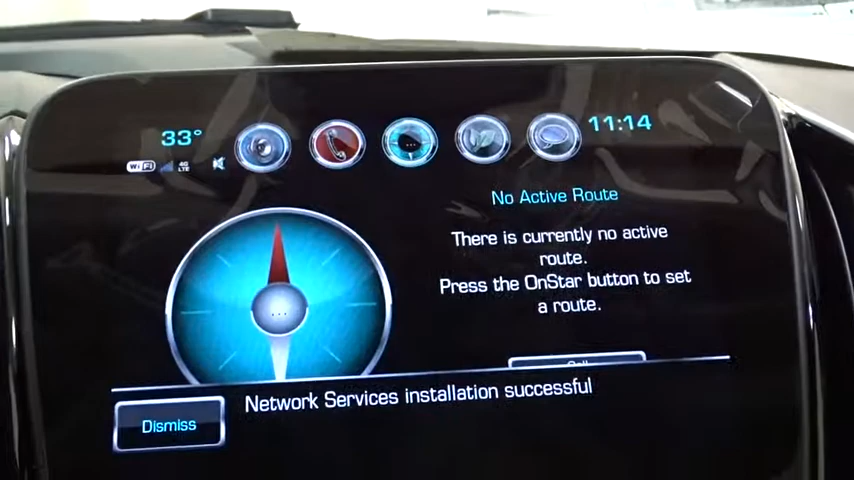 33°
11:14
WiFi
4G
LTE
No Active Route
There is currently no active
route.
Press the OnStar button to set
a route.
Network Services installation successful
Dismiss